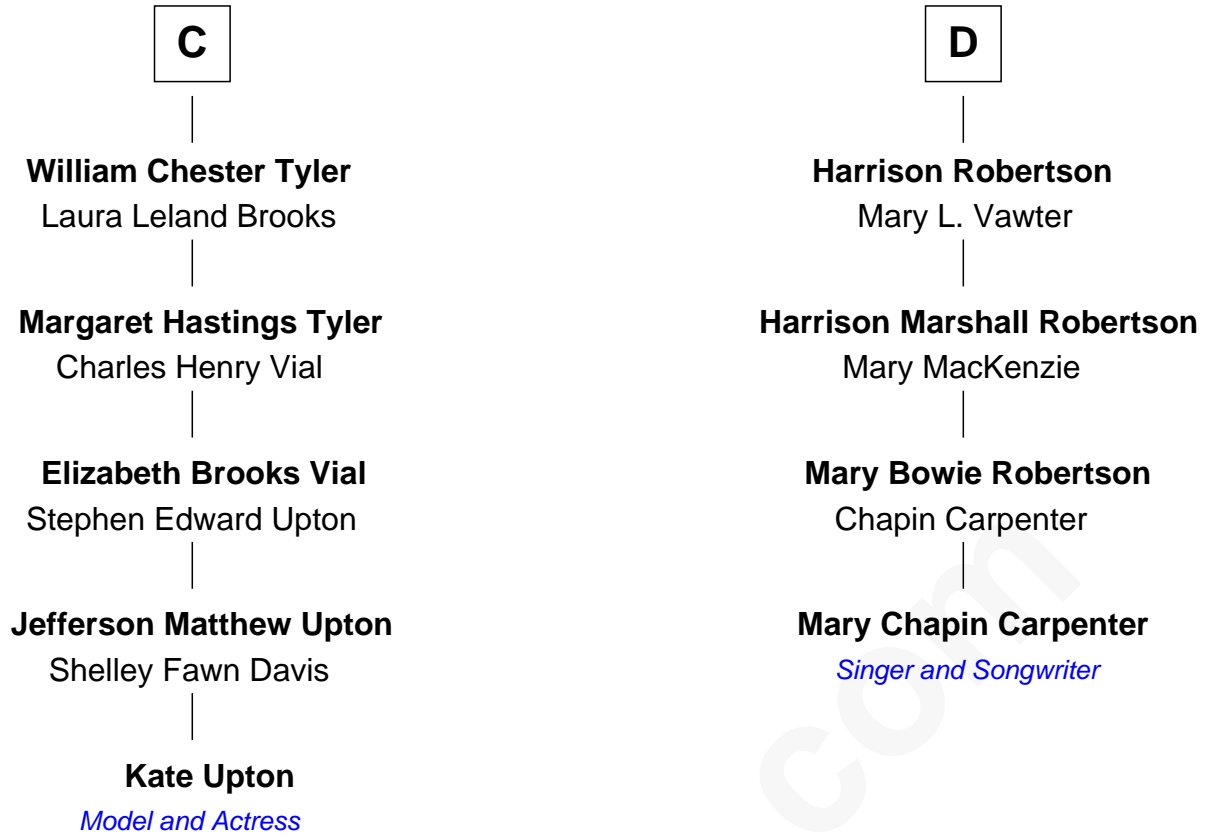 C
William Chester Tyler
Laura Leland Brooks
Margaret Hastings Tyler
Charles Henry Vial
Elizabeth Brooks Vial
Stephen Edward Upton
Jefferson Matthew Upton
Shelley Fawn Davis
Kate Upton
Model and Actress
D
Harrison Robertson
Mary L. Vawter
Harrison Marshall Robertson
Mary MacKenzie
Mary Bowie Robertson
Chapin Carpenter
Mary Chapin Carpenter
Singer and Songwriter
com